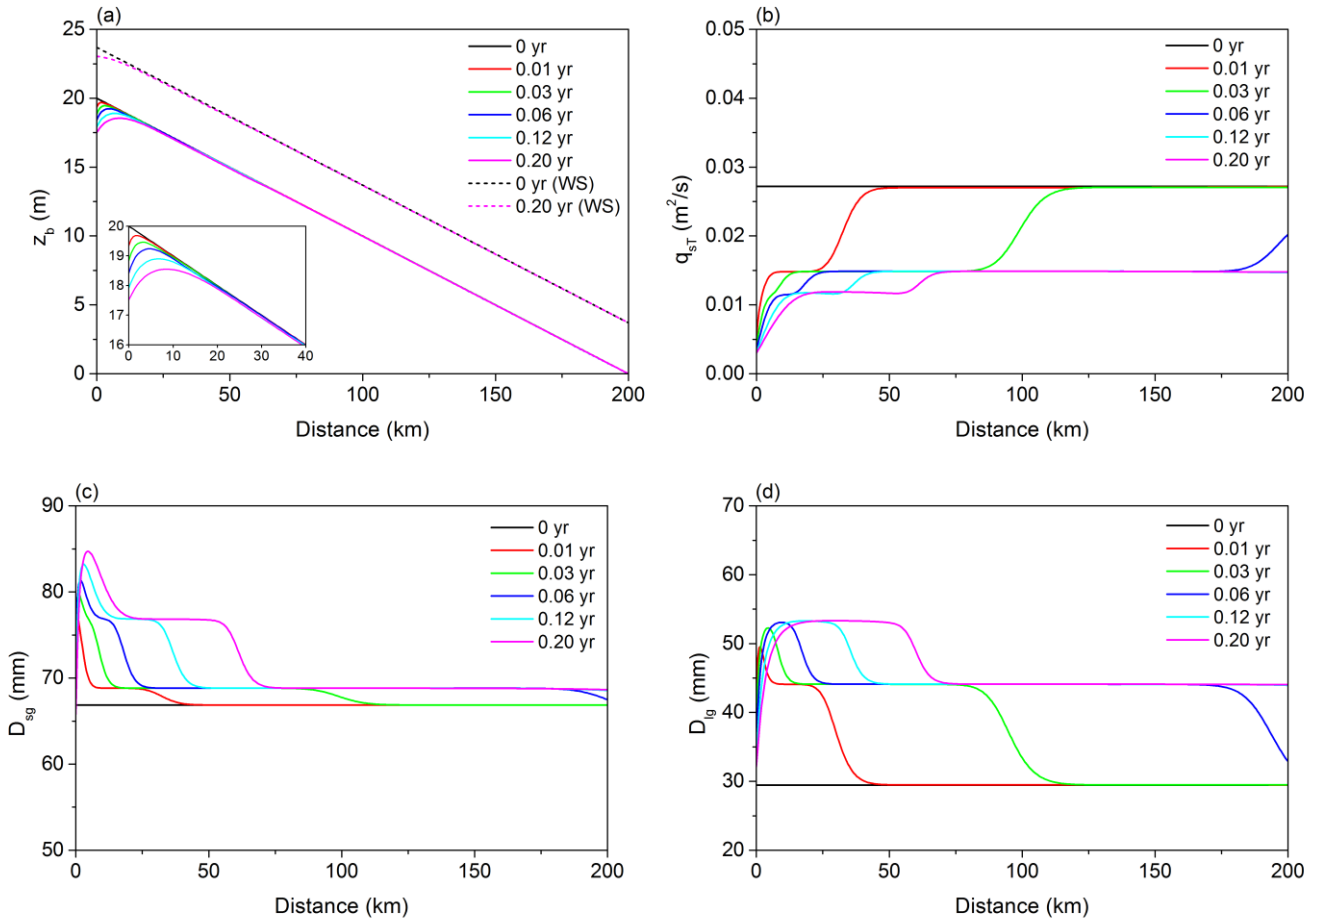 (a)
25
20
15
10
5
0
z_b (m)
0 yr
0.01 yr
0.03 yr
0.06 yr
0.12 yr
0.20 yr
0 yr (WS)
0.20 yr (WS)
20
19
18
17
16
0 10 20 30 40
0 50 100 150 200
Distance (km)
(b)
0.05
0.04
0.03
0.02
0.01
0.00
q_sT (m²/s)
0 yr
0.01 yr
0.03 yr
0.06 yr
0.12 yr
0.20 yr
0 50 100 150 200
Distance (km)
(c)
90
80
70
60
50
D_sg (mm)
0 yr
0.01 yr
0.03 yr
0.06 yr
0.12 yr
0.20 yr
0 50 100 150 200
Distance (km)
(d)
70
60
50
40
30
20
D_lg (mm)
0 yr
0.01 yr
0.03 yr
0.06 yr
0.12 yr
0.20 yr
0 50 100 150 200
Distance (km)